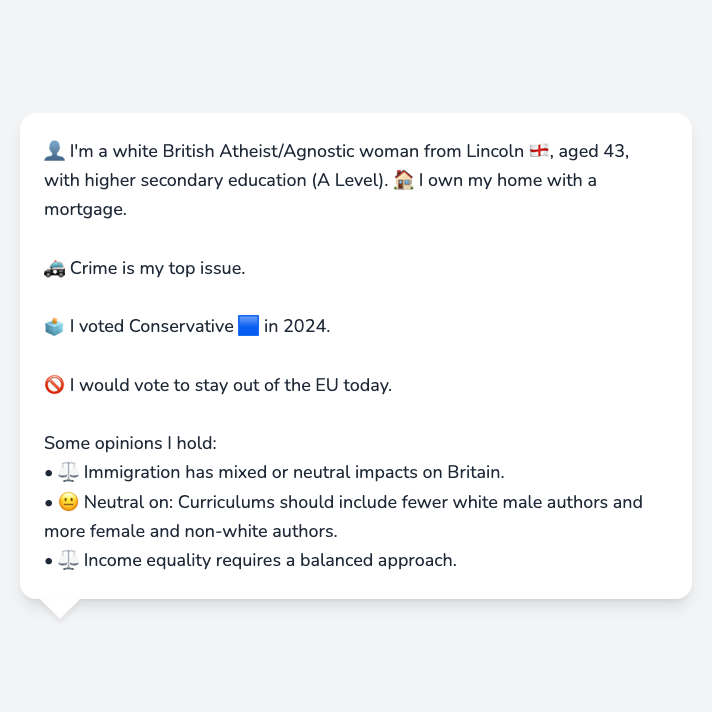 👤 I'm a white British Atheist/Agnostic woman from Lincoln 🏴󠁧󠁢󠁥󠁮󠁧󠁿, aged 43,
with higher secondary education (A Level). 🏠 I own my home with a
mortgage.
🚓 Crime is my top issue.
🗳️ I voted Conservative 🟦 in 2024.
🚫 I would vote to stay out of the EU today.
Some opinions I hold:
• ⚖️ Immigration has mixed or neutral impacts on Britain.
• 😐 Neutral on: Curriculums should include fewer white male authors and
more female and non-white authors.
• ⚖️ Income equality requires a balanced approach.